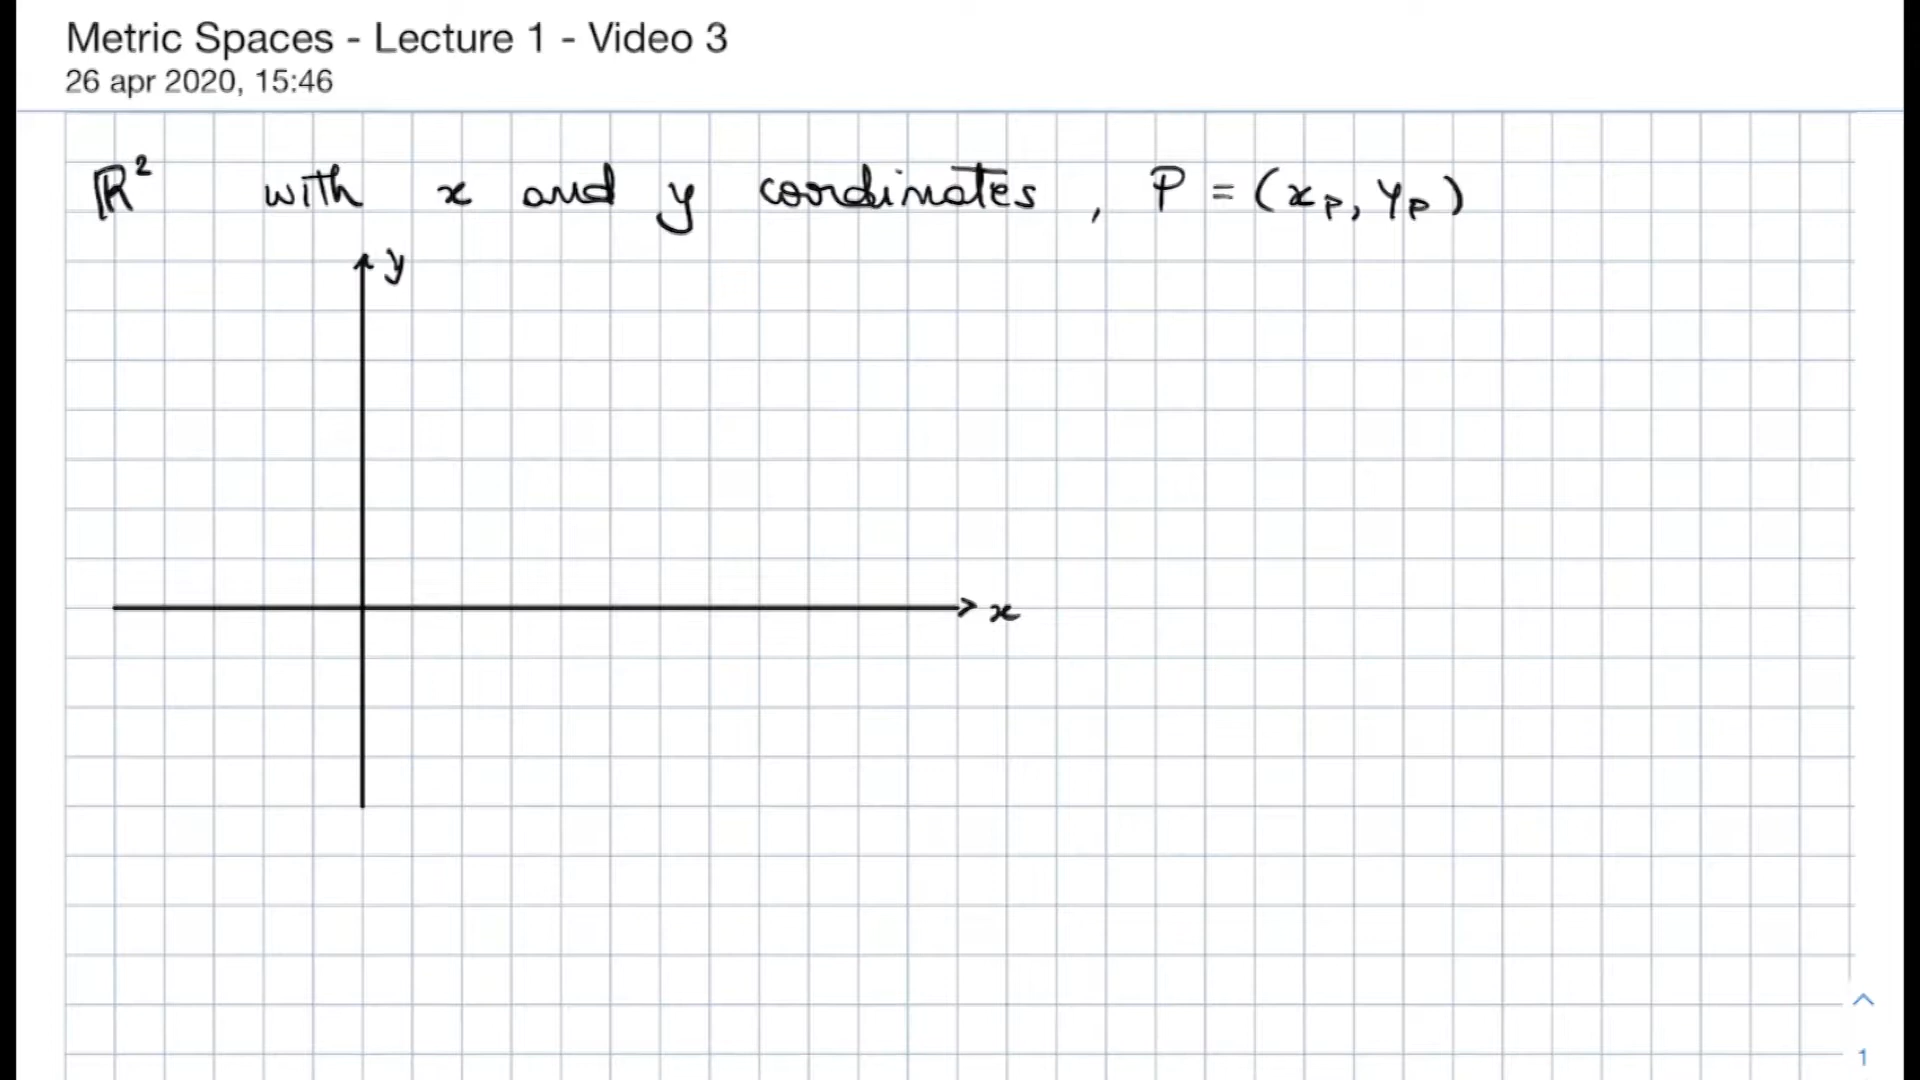 Metric Spaces - Lecture 1 - Video 3
26 apr 2020, 15:46
ℝ² with x and y coordinates, P = (x_P, y_P)
y
x
1